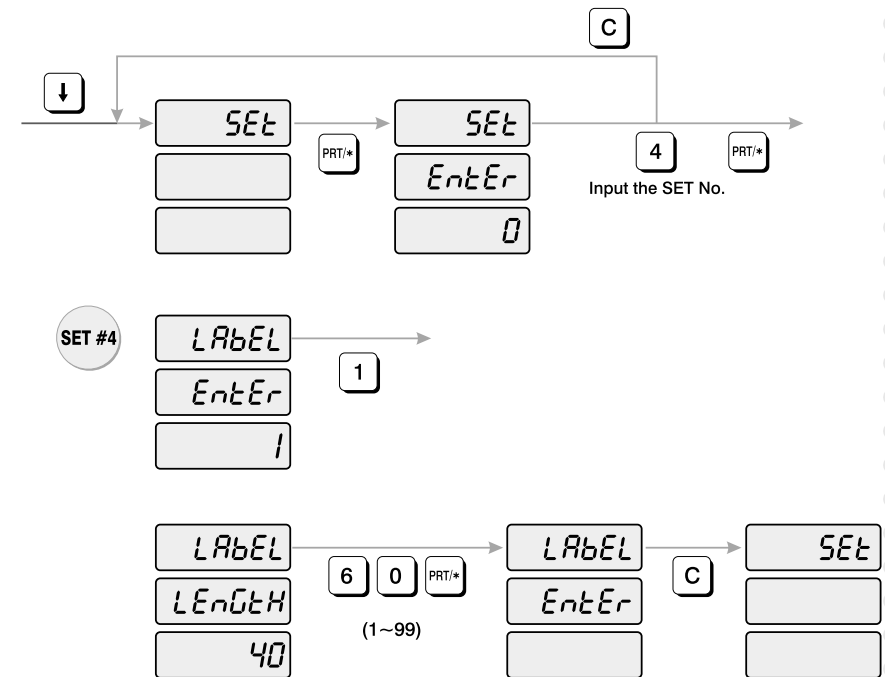 C
↓
SEt
PRT/*
SEt
EntEr
0
4
PRT/*
Input the SET No.
SET #4
LAbEL
EntEr
1
1
LAbEL
LEnGtH
40
6 0 PRT/*
(1~99)
LAbEL
EntEr
C
SEt